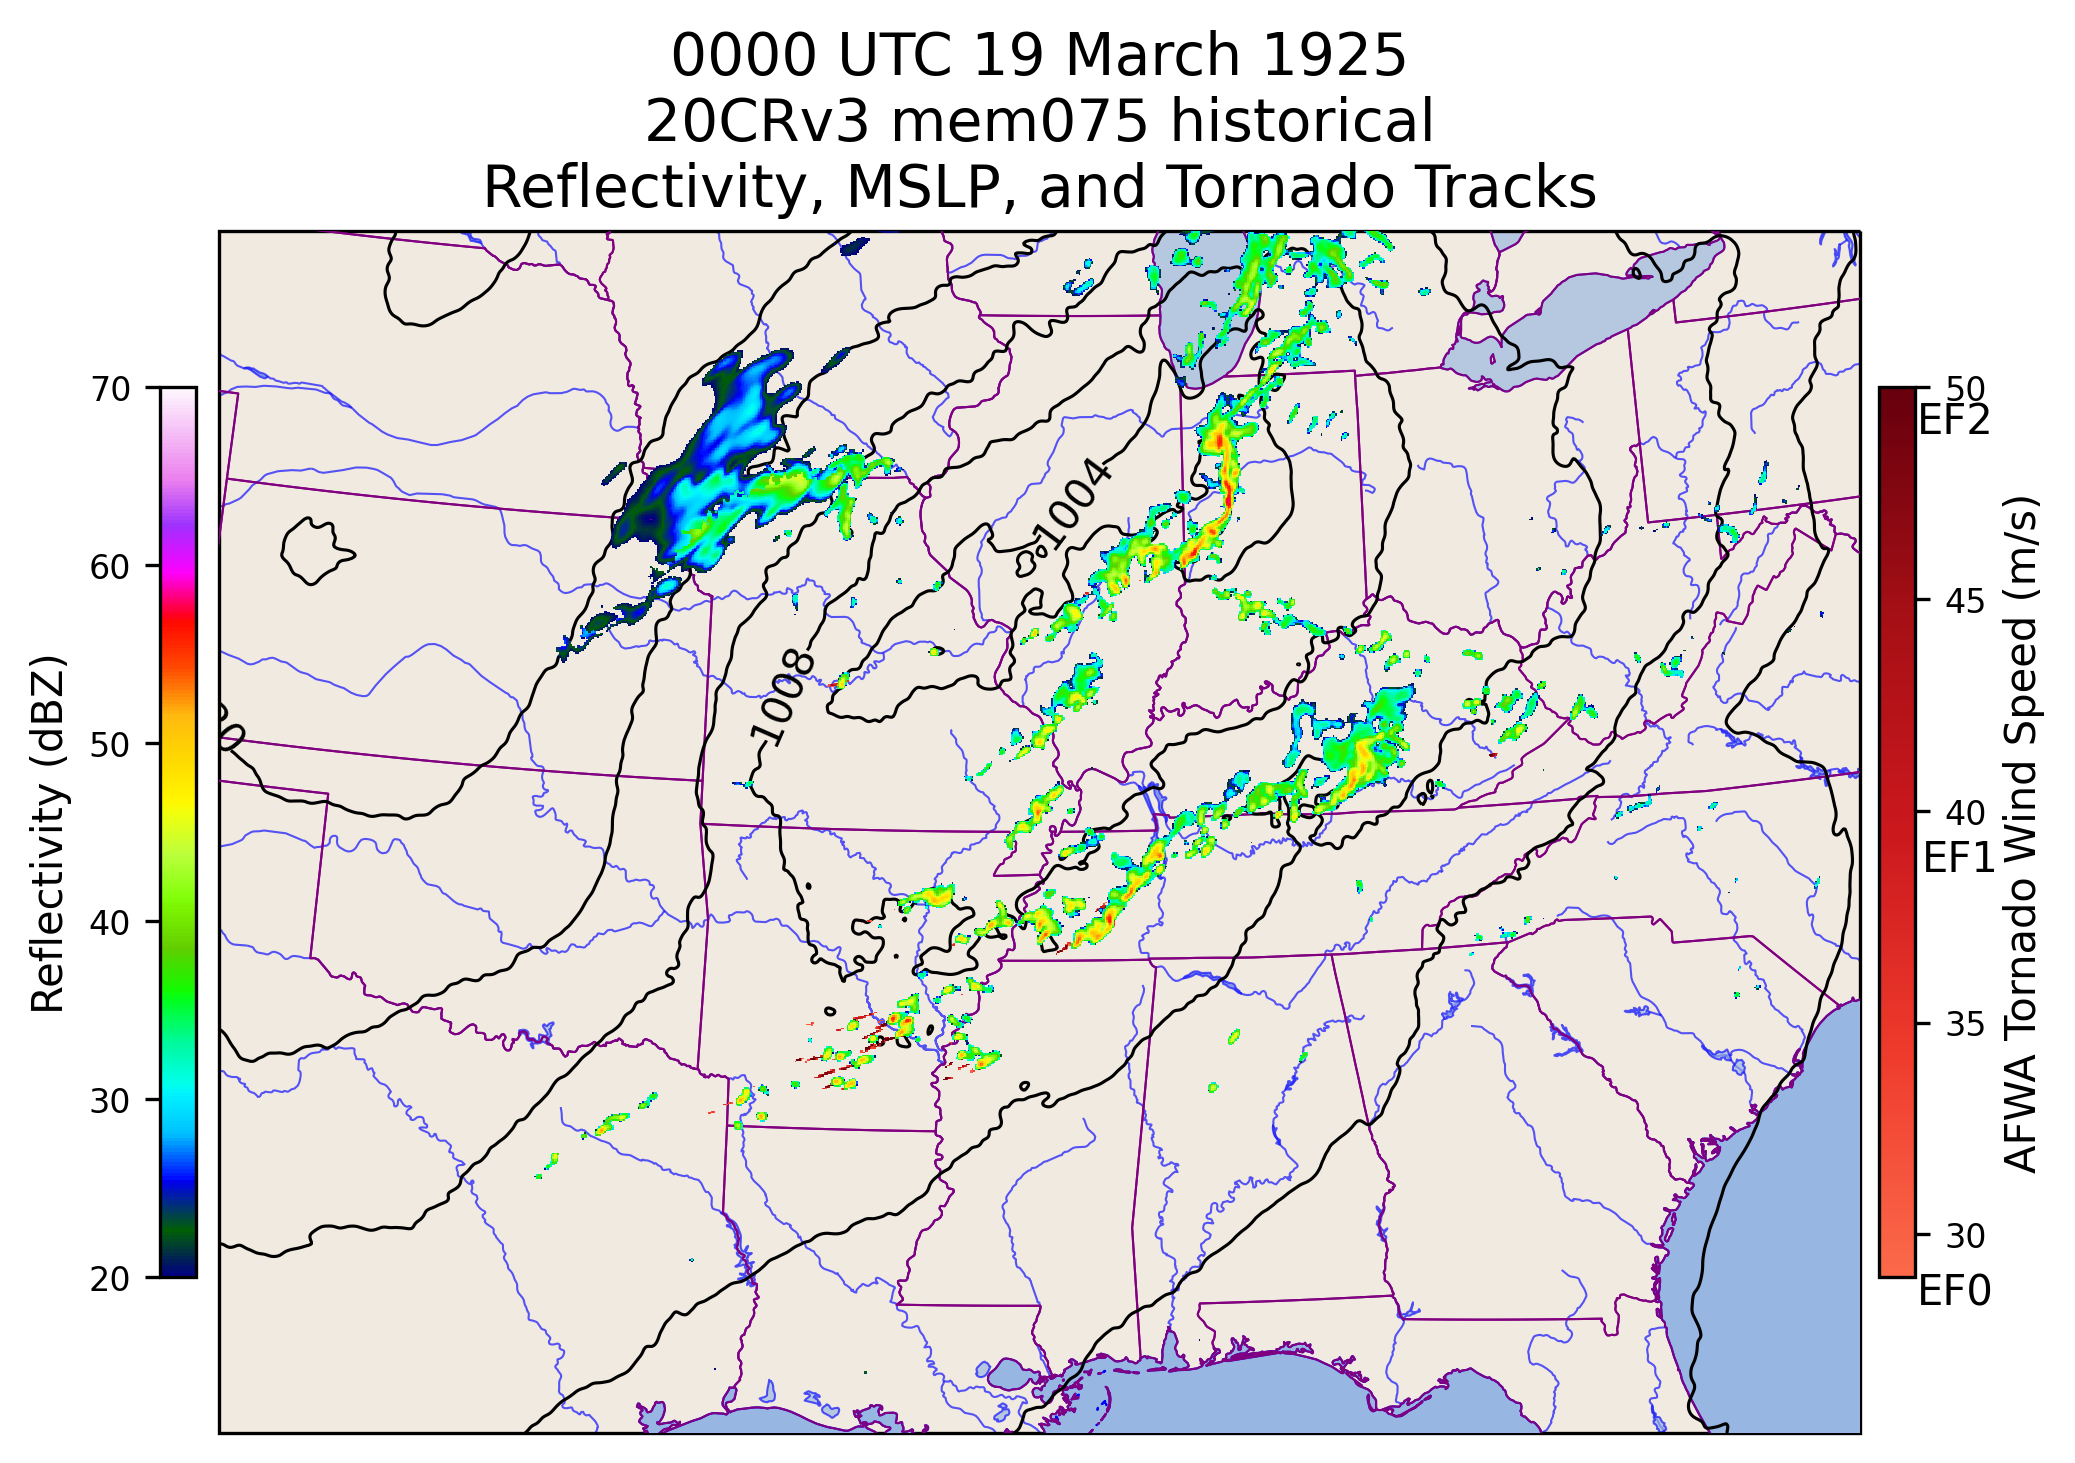 0000 UTC 19 March 1925
20CRv3 mem075 historical
Reflectivity, MSLP, and Tornado Tracks
Reflectivity (dBZ)
70
60
50
40
30
20
1004
1008
50
EF2
45
40
EF1
35
30
EF0
AFWA Tornado Wind Speed (m/s)